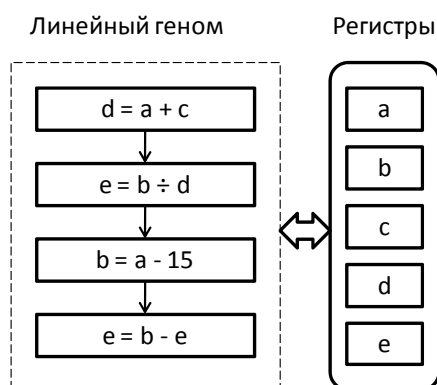 Линейный геном
d = a + c
e = b ÷ d
b = a - 15
e = b - e
Регистры
a
b
c
d
e